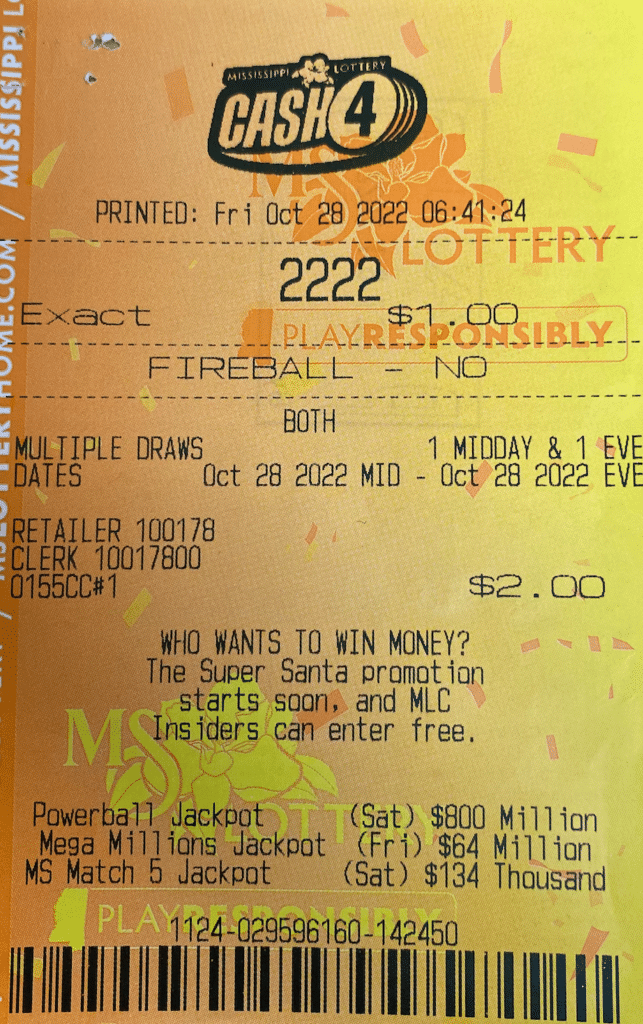 MISSISSIPPI LOTTERY
CASH 4
PRINTED: Fri Oct 28 2022 06:41:24
MS
LOTTERY
2222
Exact $1.00
PLAYRESPONSIBLY
FIREBALL - NO
BOTH
MULTIPLE DRAWS 1 MIDDAY & 1 EVE
DATES Oct 28 2022 MID - Oct 28 2022 EVE
RETAILER 100178
CLERK 10017800
0155CC#1 $2.00
WHO WANTS TO WIN MONEY?
The Super Santa promotion
starts soon, and MLC
Insiders can enter free.
MS
LOTTERY
Powerball Jackpot (Sat) $800 Million
Mega Millions Jackpot (Fri) $64 Million
MS Match 5 Jackpot (Sat) $134 Thousand
PLAYRESPONSIBLY
1124-029596160-142450
/ MSLOTTERYHOME.COM / MISSISSIPPI